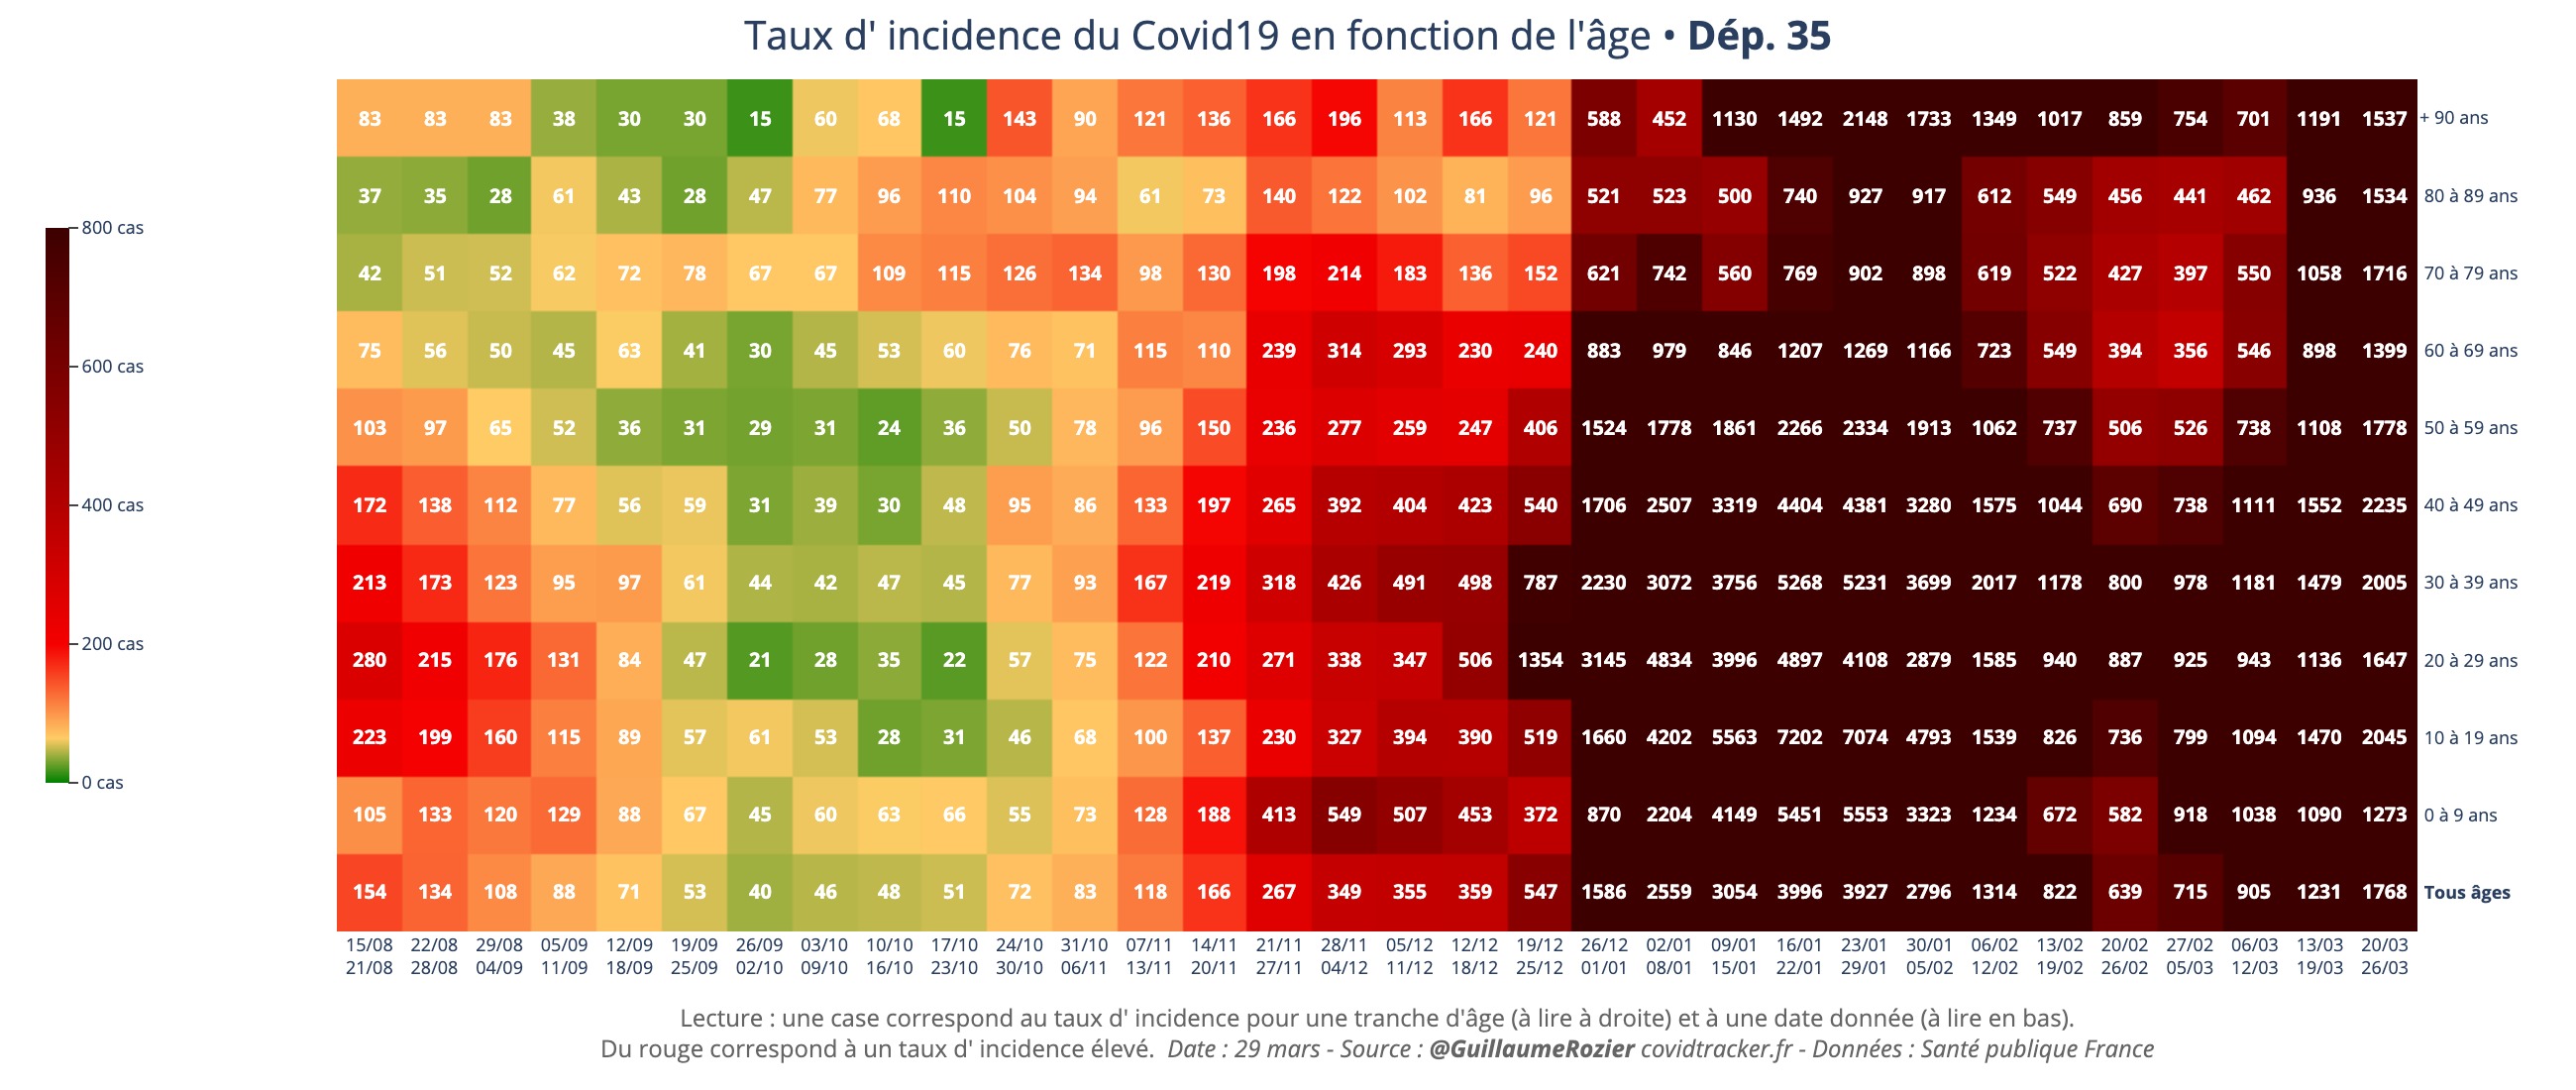 Taux d' incidence du Covid19 en fonction de l'âge • Dép. 35
83 83 83 38 30 30 15 60 68 15 143 90 121 136 166 196 113 166 121 588 452 1130 1492 2148 1733 1349 1017 859 754 701 1191 1537 + 90 ans
37 35 28 61 43 28 47 77 96 110 104 94 61 73 140 122 102 81 96 521 523 500 740 927 917 612 549 456 441 462 936 1534 80 à 89 ans
800 cas
42 51 52 62 72 78 67 67 109 115 126 134 98 130 198 214 183 136 152 621 742 560 769 902 898 619 522 427 397 550 1058 1716 70 à 79 ans
75 56 50 45 63 41 30 45 53 60 76 71 115 110 239 314 293 230 240 883 979 846 1207 1269 1166 723 549 394 356 546 898 1399 60 à 69 ans
600 cas
103 97 65 52 36 31 29 31 24 36 50 78 96 150 236 277 259 247 406 1524 1778 1861 2266 2334 1913 1062 737 506 526 738 1108 1778 50 à 59 ans
400 cas
172 138 112 77 56 59 31 39 30 48 95 86 133 197 265 392 404 423 540 1706 2507 3319 4404 4381 3280 1575 1044 690 738 1111 1552 2235 40 à 49 ans
213 173 123 95 97 61 44 42 47 45 77 93 167 219 318 426 491 498 787 2230 3072 3756 5268 5231 3699 2017 1178 800 978 1181 1479 2005 30 à 39 ans
200 cas
280 215 176 131 84 47 21 28 35 22 57 75 122 210 271 338 347 506 1354 3145 4834 3996 4897 4108 2879 1585 940 887 925 943 1136 1647 20 à 29 ans
223 199 160 115 89 57 61 53 28 31 46 68 100 137 230 327 394 390 519 1660 4202 5563 7202 7074 4793 1539 826 736 799 1094 1470 2045 10 à 19 ans
0 cas
105 133 120 129 88 67 45 60 63 66 55 73 128 188 413 549 507 453 372 870 2204 4149 5451 5553 3323 1234 672 582 918 1038 1090 1273 0 à 9 ans
154 134 108 88 71 53 40 46 48 51 72 83 118 166 267 349 355 359 547 1586 2559 3054 3996 3927 2796 1314 822 639 715 905 1231 1768 Tous âges
15/08 22/08 29/08 05/09 12/09 19/09 26/09 03/10 10/10 17/10 24/10 31/10 07/11 14/11 21/11 28/11 05/12 12/12 19/12 26/12 02/01 09/01 16/01 23/01 30/01 06/02 13/02 20/02 27/02 06/03 13/03 20/03
21/08 28/08 04/09 11/09 18/09 25/09 02/10 09/10 16/10 23/10 30/10 06/11 13/11 20/11 27/11 04/12 11/12 18/12 25/12 01/01 08/01 15/01 22/01 29/01 05/02 12/02 19/02 26/02 05/03 12/03 19/03 26/03
Lecture : une case correspond au taux d' incidence pour une tranche d'âge (à lire à droite) et à une date donnée (à lire en bas).
Du rouge correspond à un taux d' incidence élevé. Date : 29 mars - Source : @GuillaumeRozier covidtracker.fr - Données : Santé publique France